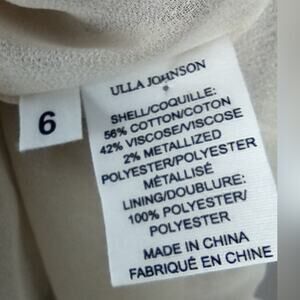 6
ULLA JOHNSON
SHELL/COQUILLE:
56% COTTON/COTON
42% VISCOSE/VISCOSE
2% METALLIZED
POLYESTER/POLYESTER
MÉTALLISÉ
LINING/DOUBLURE:
100% POLYESTER/
POLYESTER
MADE IN CHINA
FABRIQUÉ EN CHINE